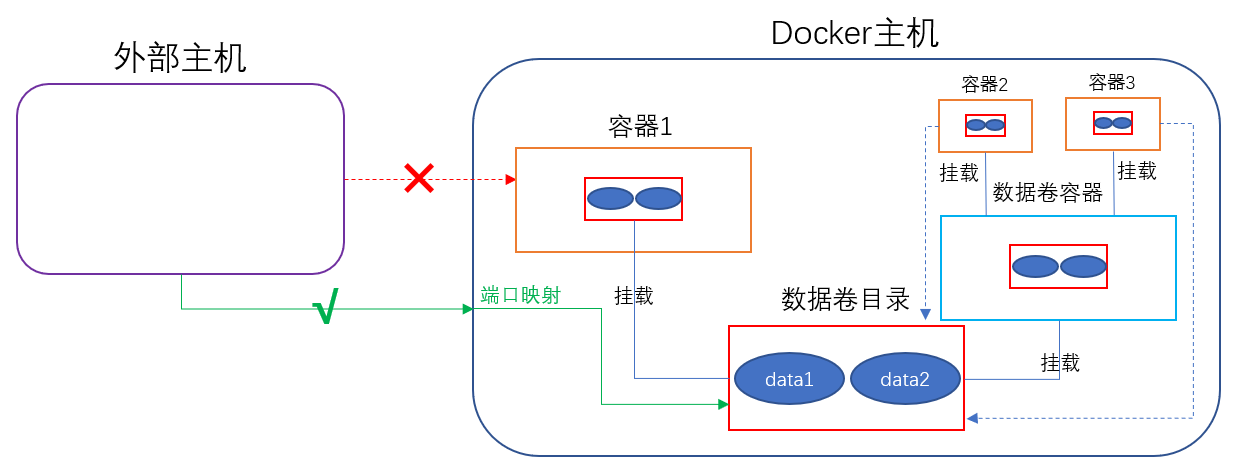 外部主机
Docker主机
容器1
容器2
容器3
挂载
挂载
数据卷容器
端口映射
挂载
数据卷目录
挂载
data1
data2